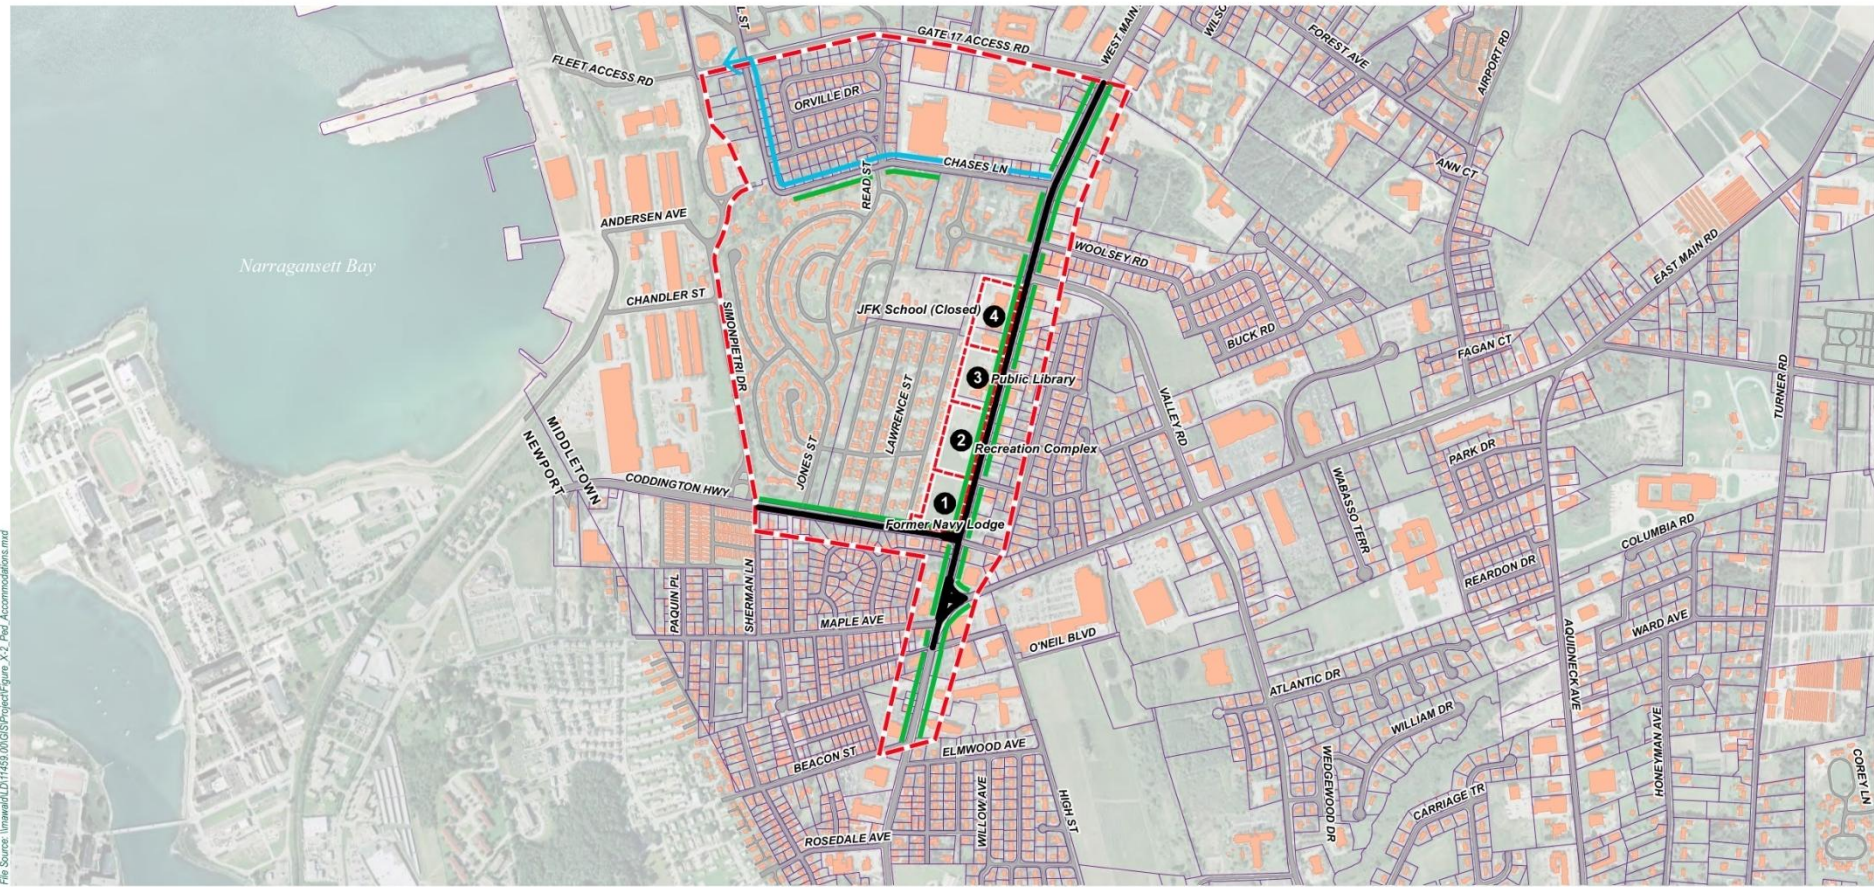 L ST
GATE 17 ACCESS RD
WEST MAIN
FOREST AVE
AIRPORT RD
FLEET ACCESS RD
ORVILLE DR
CHASES LN
READ ST
ANN CT
ANDERSEN AVE
WOOLSEY RD
EAST MAIN RD
Narragansett Bay
CHANDLER ST
SIMONPIETRI DR
JFK School (Closed)
4
BUCK RD
FAGAN CT
3
Public Library
LAWRENCE ST
VALLEY RD
TURNER RD
MIDDLETOWN
NEWPORT
2
Recreation Complex
JONES ST
PARK DR
CODDINGTON HWY
1
Former Navy Lodge
WABASSO TERR
COLUMBIA RD
REARDON DR
PAQUIN PL
SHERMAN LN
MAPLE AVE
O'NEIL BLVD
WARD AVE
AQUIDNECK AVE
ATLANTIC DR
WILLIAM DR
BEACON ST
ELMWOOD AVE
WEDGEWOOD DR
HONEYMAN AVE
COREY LN
WILLOW AVE
HIGH ST
CARRIAGE TR
ROSEDALE AVE